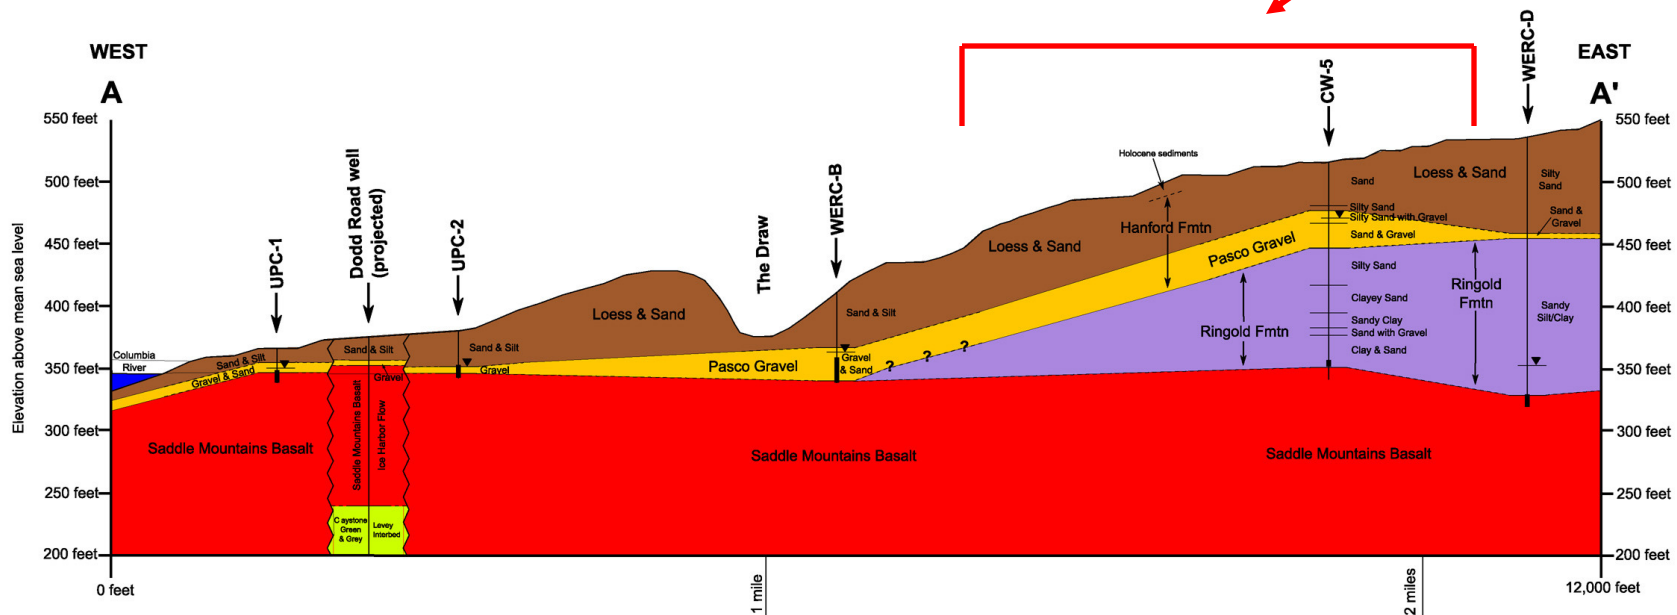 WEST
EAST
A
A'
Elevation above mean sea level
550 feet
500 feet
450 feet
400 feet
350 feet
300 feet
250 feet
200 feet
550 feet
500 feet
450 feet
400 feet
350 feet
300 feet
250 feet
200 feet
UPC-1
Dodd Road well
(projected)
UPC-2
The Draw
WERC-B
CW-5
WERC-D
Columbia
River
Sand & Silt
Gravel & Sand
Sand & Silt
Gravel
Saddle Mountains Basalt
Ice Harbor Flow
C aystone
Green
& Grey
Levey
Interbed
Sand & Silt
Gravel
Loess & Sand
Pasco Gravel
Sand & Silt
Gravel
& Sand
? ? ?
Loess & Sand
Holocene sediments
Hanford Fmtn
Pasco Gravel
Ringold Fmtn
Sand
Silty Sand
Silty Sand with Gravel
Sand & Gravel
Silty Sand
Clayey Sand
Sandy Clay
Sand with Gravel
Clay & Sand
Loess & Sand
Ringold
Fmtn
Silty
Sand
Sand &
Gravel
Sandy
Silt/Clay
Saddle Mountains Basalt
Saddle Mountains Basalt
Saddle Mountains Basalt
0 feet
1 mile
2 miles
12,000 feet